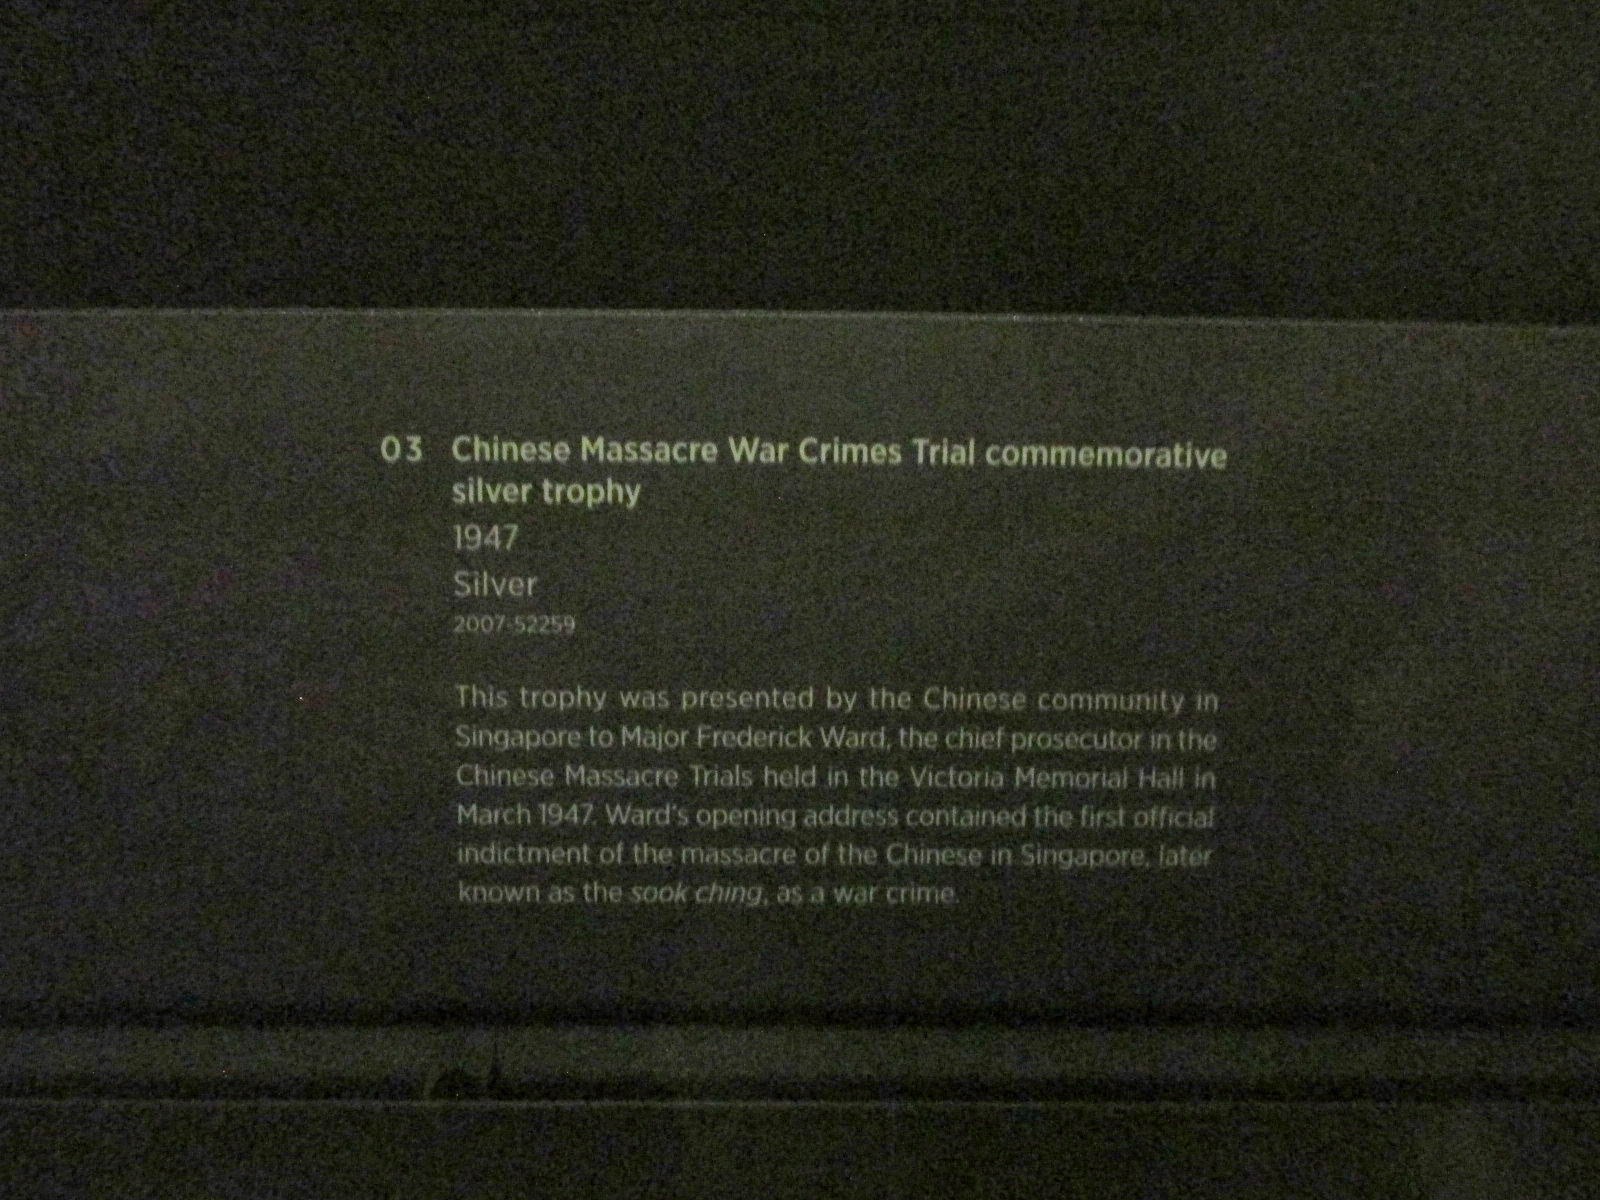 03 Chinese Massacre War Crimes Trial commemorative
silver trophy
1947
Silver
2007-52259
This trophy was presented by the Chinese community in
Singapore to Major Frederick Ward, the chief prosecutor in the
Chinese Massacre Trials held in the Victoria Memorial Hall in
March 1947. Ward's opening address contained the first official
indictment of the massacre of the Chinese in Singapore, later
known as the sook ching, as a war crime.